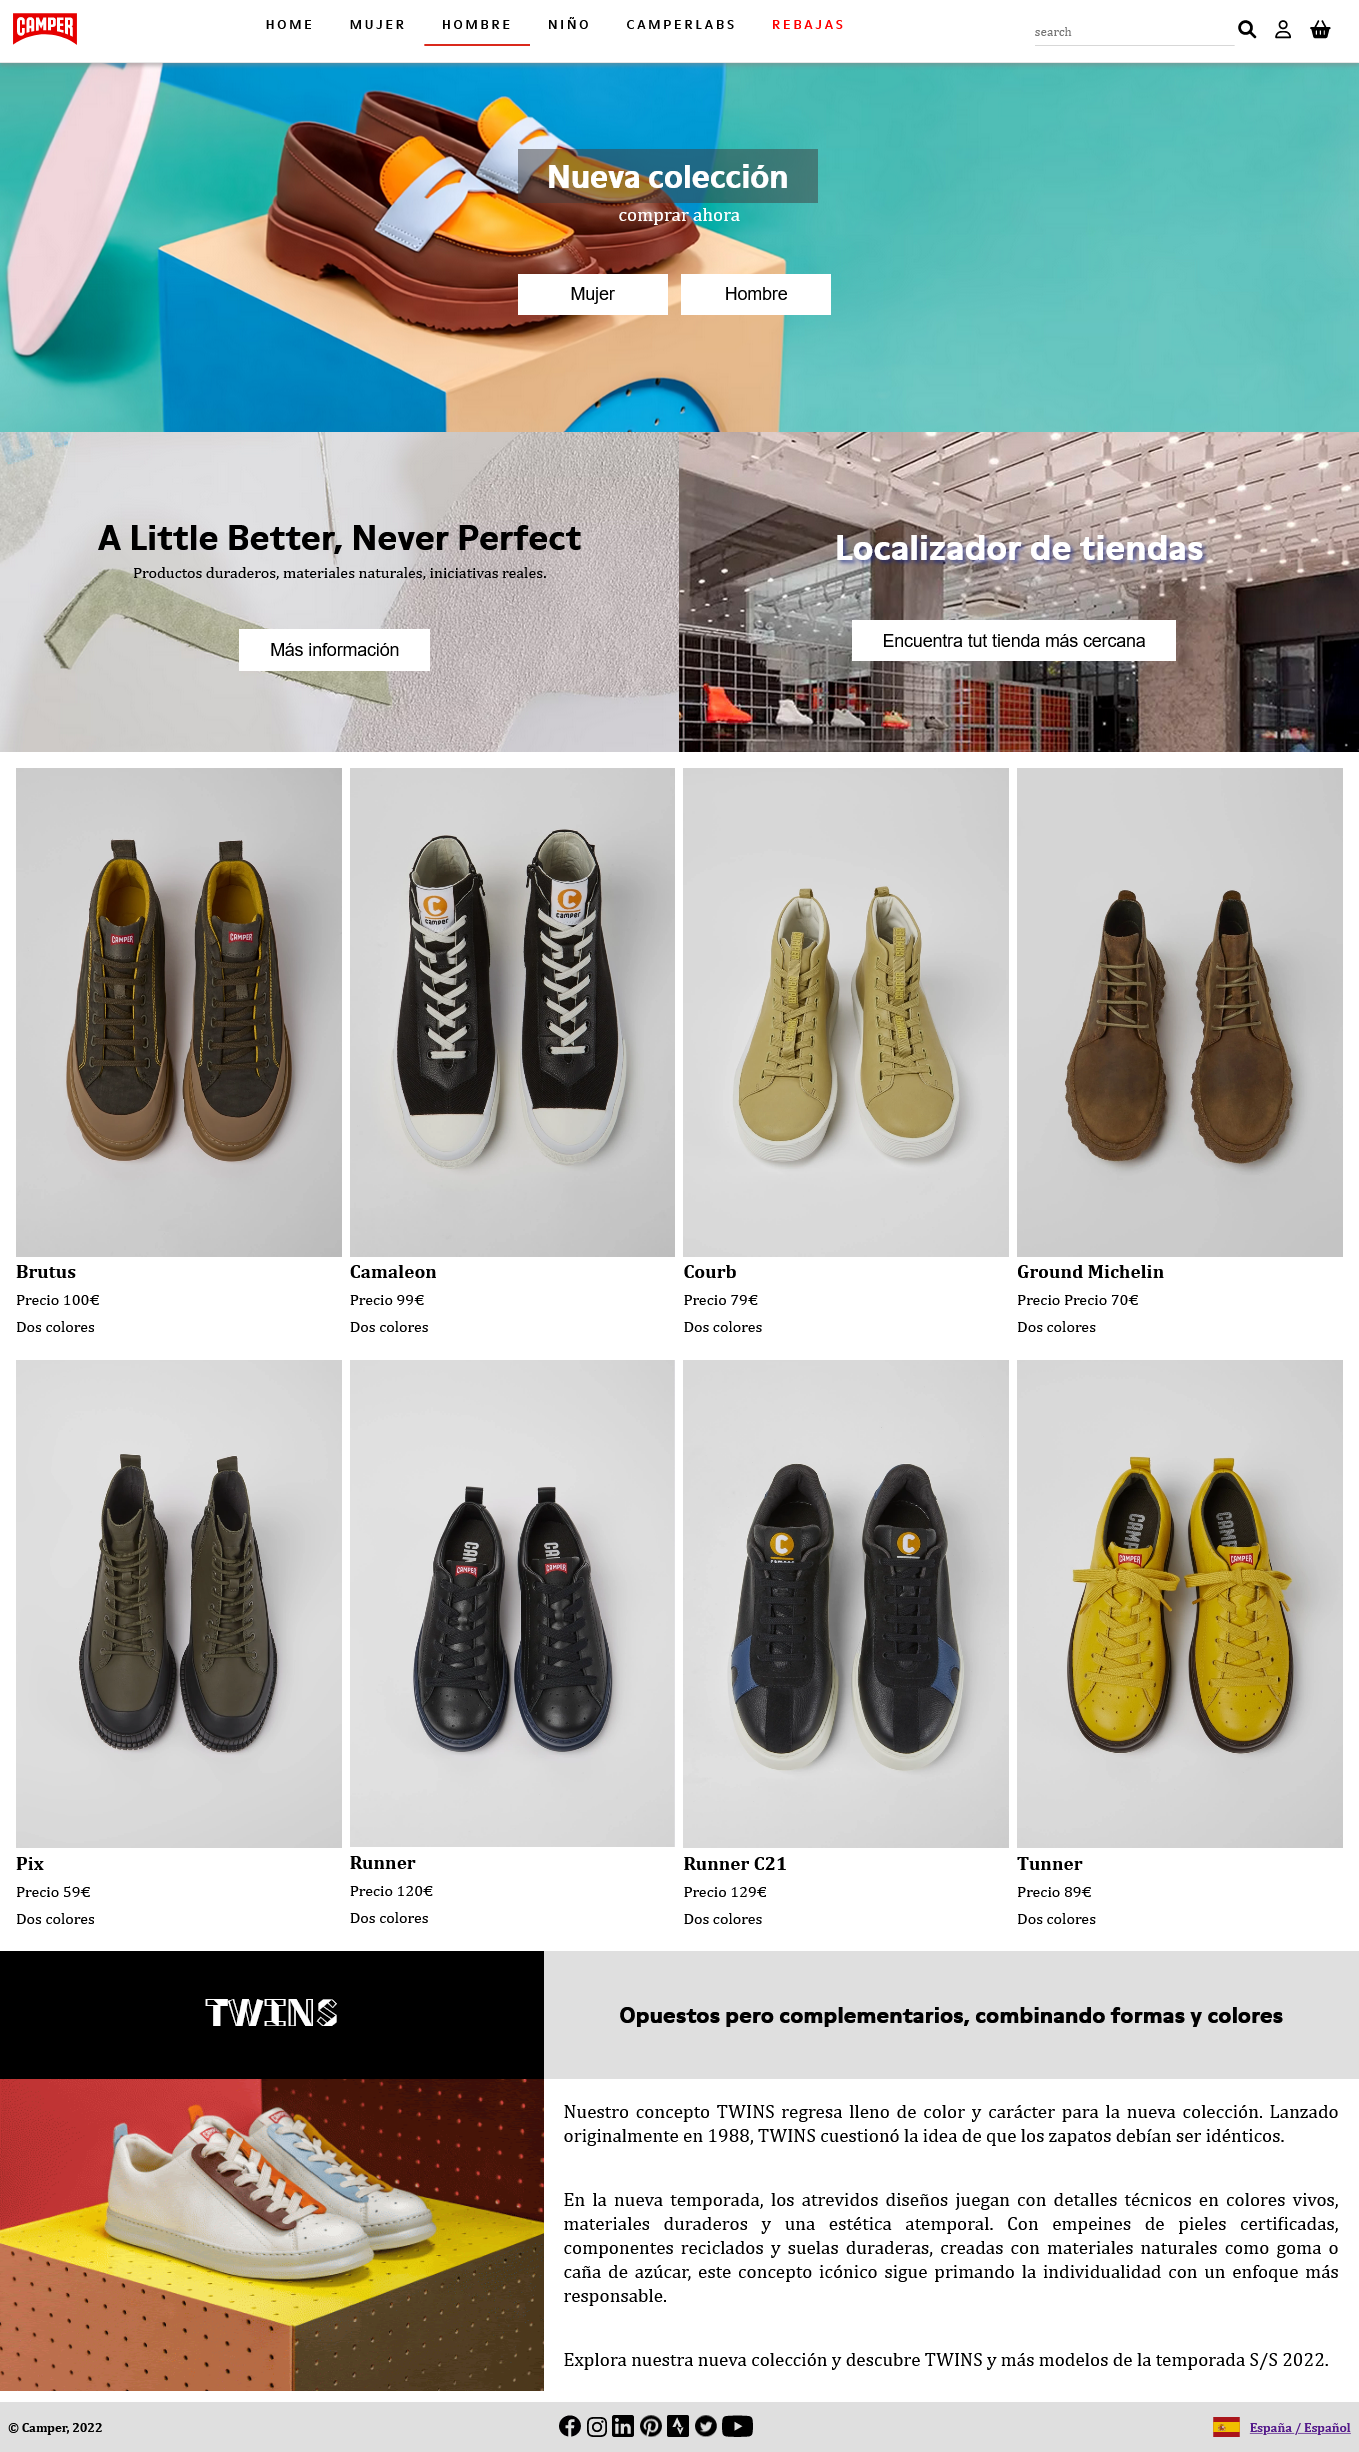 CAMPER
HOME MUJER HOMBRE NIÑO CAMPERLABS REBAJAS
search
Nueva colección
comprar ahora
Mujer Hombre
A Little Better, Never Perfect
Productos duraderos, materiales naturales, iniciativas reales.
Más información
Localizador de tiendas
Encuentra tut tienda más cercana
CAMPER CAMPER
C camper C camper
Brutus
Precio 100€
Dos colores
Camaleon
Precio 99€
Dos colores
Courb
Precio 79€
Dos colores
Ground Michelin
Precio Precio 70€
Dos colores
CAMPER CAMPER
C C
CAMPER CAMPER
Pix
Precio 59€
Dos colores
Runner
Precio 120€
Dos colores
Runner C21
Precio 129€
Dos colores
Tunner
Precio 89€
Dos colores
TWINS
Opuestos pero complementarios, combinando formas y colores
Nuestro concepto TWINS regresa lleno de color y carácter para la nueva colección. Lanzado
originalmente en 1988, TWINS cuestionó la idea de que los zapatos debían ser idénticos.
En la nueva temporada, los atrevidos diseños juegan con detalles técnicos en colores vivos,
materiales duraderos y una estética atemporal. Con empeines de pieles certificadas,
componentes reciclados y suelas duraderas, creadas con materiales naturales como goma o
caña de azúcar, este concepto icónico sigue primando la individualidad con un enfoque más
responsable.
Explora nuestra nueva colección y descubre TWINS y más modelos de la temporada S/S 2022.
© Camper, 2022
España / Español